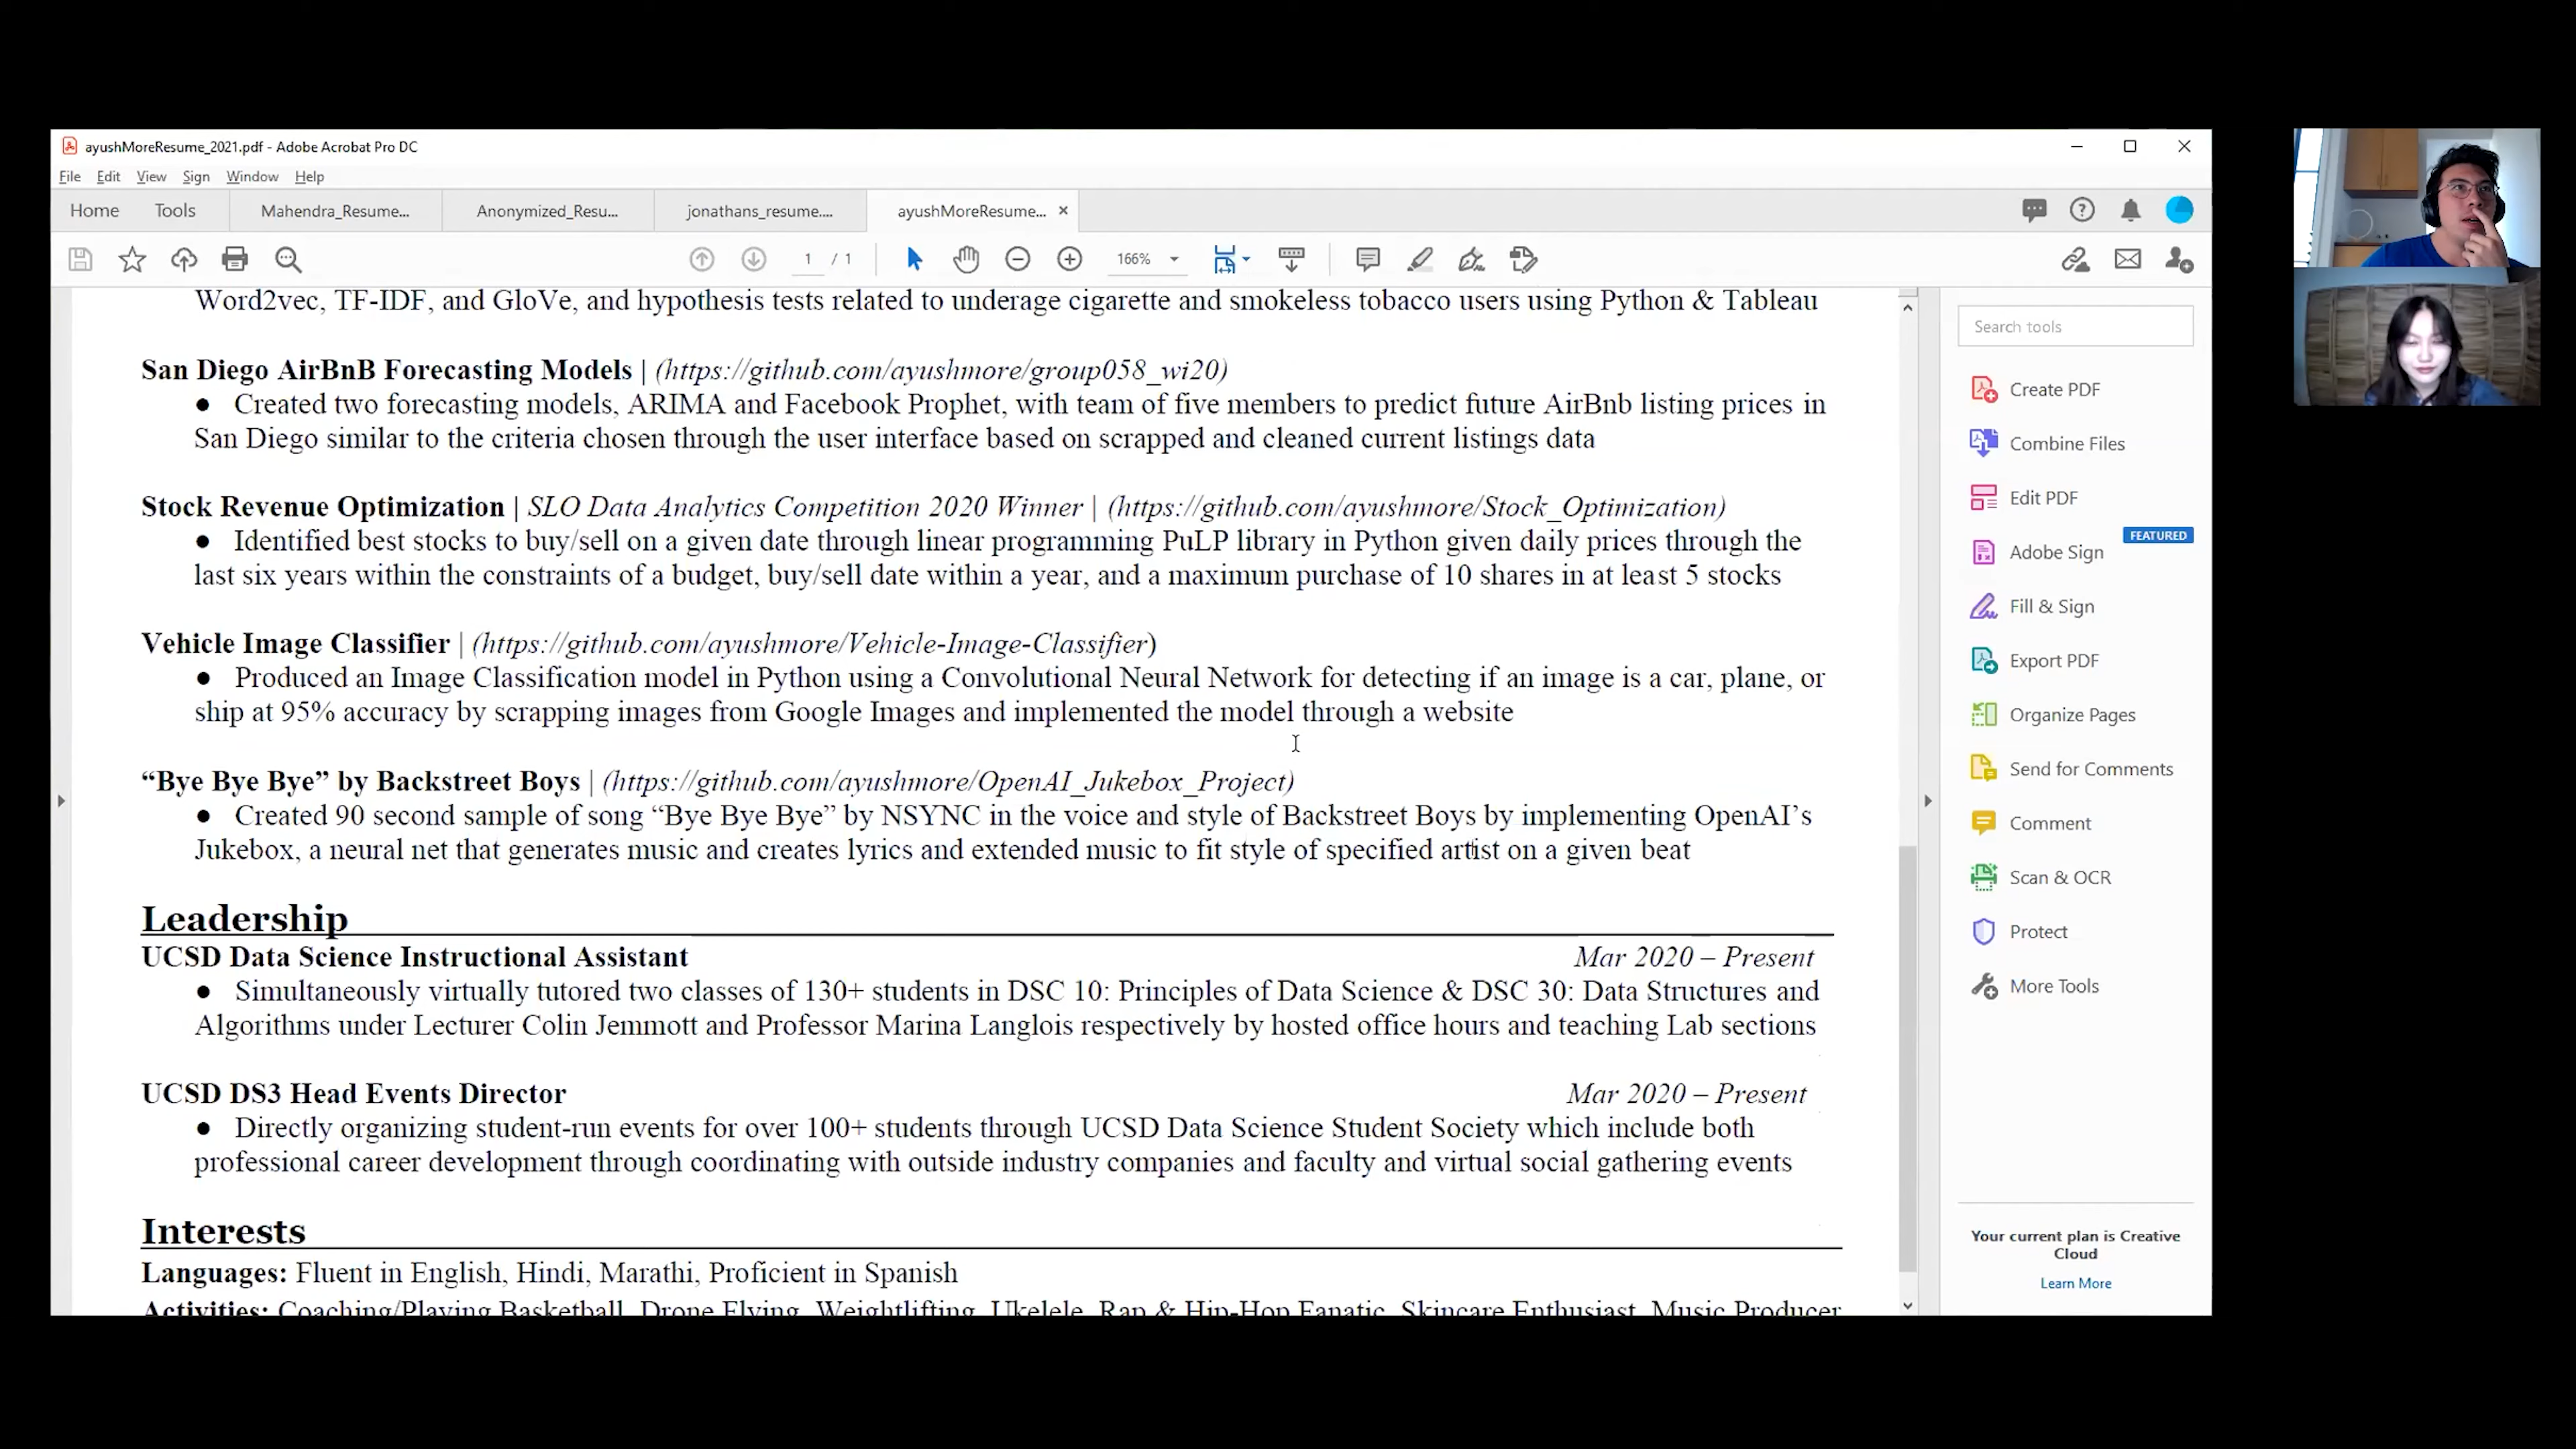 ayushMoreResume_2021.pdf - Adobe Acrobat Pro DC
File Edit View Sign Window Help
Home Tools Mahendra_Resume... Anonymized_Resu... jonathans_resume.... ayushMoreResume... ×
1 / 1 166%
Word2vec, TF-IDF, and GloVe, and hypothesis tests related to underage cigarette and smokeless tobacco users using Python & Tableau
San Diego AirBnB Forecasting Models | (https://github.com/ayushmore/group058_wi20)
● Created two forecasting models, ARIMA and Facebook Prophet, with team of five members to predict future AirBnb listing prices in
San Diego similar to the criteria chosen through the user interface based on scrapped and cleaned current listings data
Stock Revenue Optimization | SLO Data Analytics Competition 2020 Winner | (https://github.com/ayushmore/Stock_Optimization)
● Identified best stocks to buy/sell on a given date through linear programming PuLP library in Python given daily prices through the
last six years within the constraints of a budget, buy/sell date within a year, and a maximum purchase of 10 shares in at least 5 stocks
Vehicle Image Classifier | (https://github.com/ayushmore/Vehicle-Image-Classifier)
● Produced an Image Classification model in Python using a Convolutional Neural Network for detecting if an image is a car, plane, or
ship at 95% accuracy by scrapping images from Google Images and implemented the model through a website
“Bye Bye Bye” by Backstreet Boys | (https://github.com/ayushmore/OpenAI_Jukebox_Project)
● Created 90 second sample of song “Bye Bye Bye” by NSYNC in the voice and style of Backstreet Boys by implementing OpenAI’s
Jukebox, a neural net that generates music and creates lyrics and extended music to fit style of specified artist on a given beat
Leadership
UCSD Data Science Instructional Assistant Mar 2020 – Present
● Simultaneously virtually tutored two classes of 130+ students in DSC 10: Principles of Data Science & DSC 30: Data Structures and
Algorithms under Lecturer Colin Jemmott and Professor Marina Langlois respectively by hosted office hours and teaching Lab sections
UCSD DS3 Head Events Director Mar 2020 – Present
● Directly organizing student-run events for over 100+ students through UCSD Data Science Student Society which include both
professional career development through coordinating with outside industry companies and faculty and virtual social gathering events
Interests
Languages: Fluent in English, Hindi, Marathi, Proficient in Spanish
Activities: Coaching/Playing Basketball, Drone Flying, Weightlifting, Ukelele, Rap & Hip-Hop Fanatic, Skincare Enthusiast, Music Producer
Search tools
Create PDF
Combine Files
Edit PDF
FEATURED
Adobe Sign
Fill & Sign
Export PDF
Organize Pages
Send for Comments
Comment
Scan & OCR
Protect
More Tools
Your current plan is Creative
Cloud
Learn More